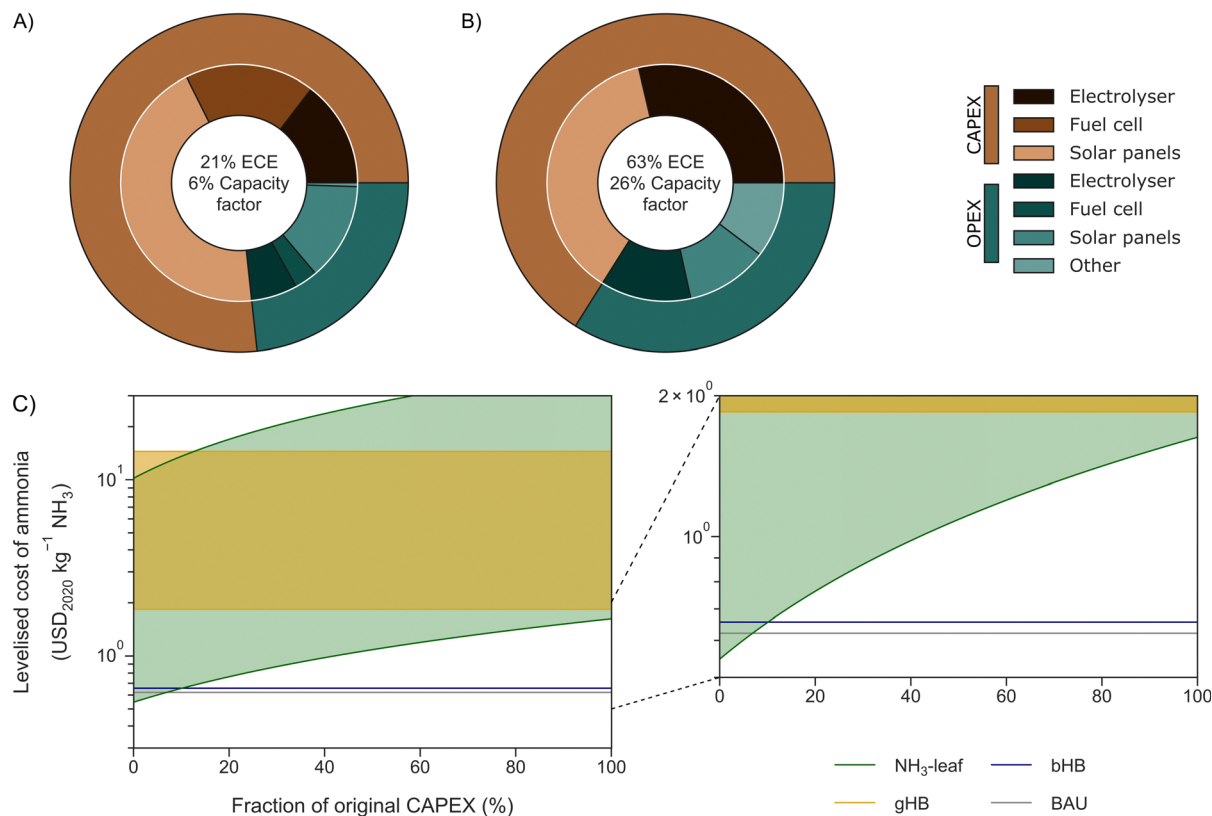 A)
21% ECE
6% Capacity
factor
B)
63% ECE
26% Capacity
factor
CAPEX
Electrolyser
Fuel cell
Solar panels
OPEX
Electrolyser
Fuel cell
Solar panels
Other
C)
Levelised cost of ammonia
(USD₂₀₂₀ kg⁻¹ NH₃)
10¹
10⁰
0
20
40
60
80
100
Fraction of original CAPEX (%)
2 × 10⁰
10⁰
0
20
40
60
80
100
NH₃-leaf
bHB
gHB
BAU